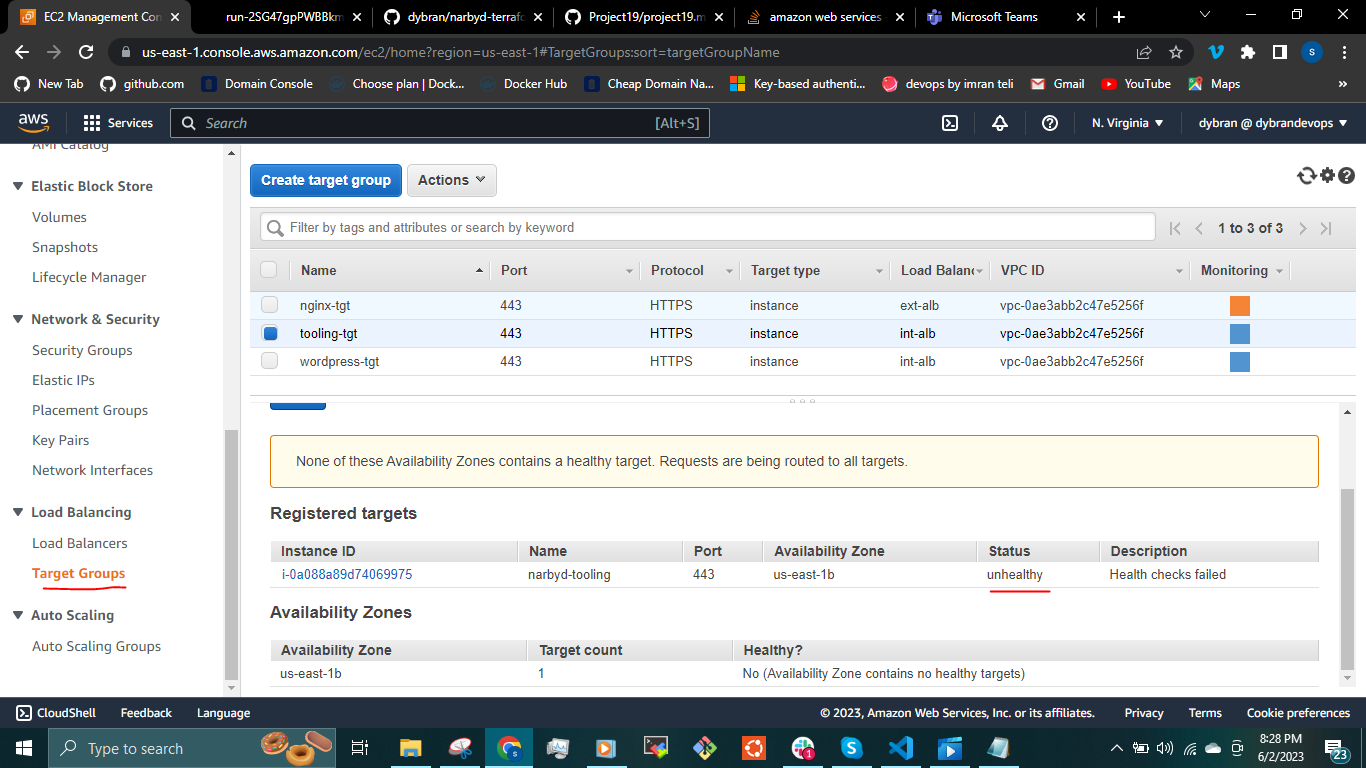 EC2 Management Con
run-2SG47gpPWBBkm
dybran/narbyd-terrafo
Project19/project19.m
amazon web services
Microsoft Teams
us-east-1.console.aws.amazon.com/ec2/home?region=us-east-1#TargetGroups:sort=targetGroupName
S
New Tab
github.com
Domain Console
Choose plan | Dock...
Docker Hub
Cheap Domain Na...
Key-based authenti...
devops by imran teli
Gmail
YouTube
Maps
»
aws
Services
Search
[Alt+S]
N. Virginia
dybran @ dybrandevops
AMI Catalog
Elastic Block Store
Volumes
Snapshots
Lifecycle Manager
Network & Security
Security Groups
Elastic IPs
Placement Groups
Key Pairs
Network Interfaces
Load Balancing
Load Balancers
Target Groups
Auto Scaling
Auto Scaling Groups
Create target group
Actions
Filter by tags and attributes or search by keyword
1 to 3 of 3
Name Port Protocol Target type Load Balanc VPC ID Monitoring
nginx-tgt 443 HTTPS instance ext-alb vpc-0ae3abb2c47e5256f
tooling-tgt 443 HTTPS instance int-alb vpc-0ae3abb2c47e5256f
wordpress-tgt 443 HTTPS instance int-alb vpc-0ae3abb2c47e5256f
None of these Availability Zones contains a healthy target. Requests are being routed to all targets.
Registered targets
Instance ID Name Port Availability Zone Status Description
i-0a088a89d74069975 narbyd-tooling 443 us-east-1b unhealthy Health checks failed
Availability Zones
Availability Zone Target count Healthy?
us-east-1b 1 No (Availability Zone contains no healthy targets)
CloudShell
Feedback
Language
© 2023, Amazon Web Services, Inc. or its affiliates.
Privacy
Terms
Cookie preferences
Type to search
1
8:28 PM
6/2/2023
23